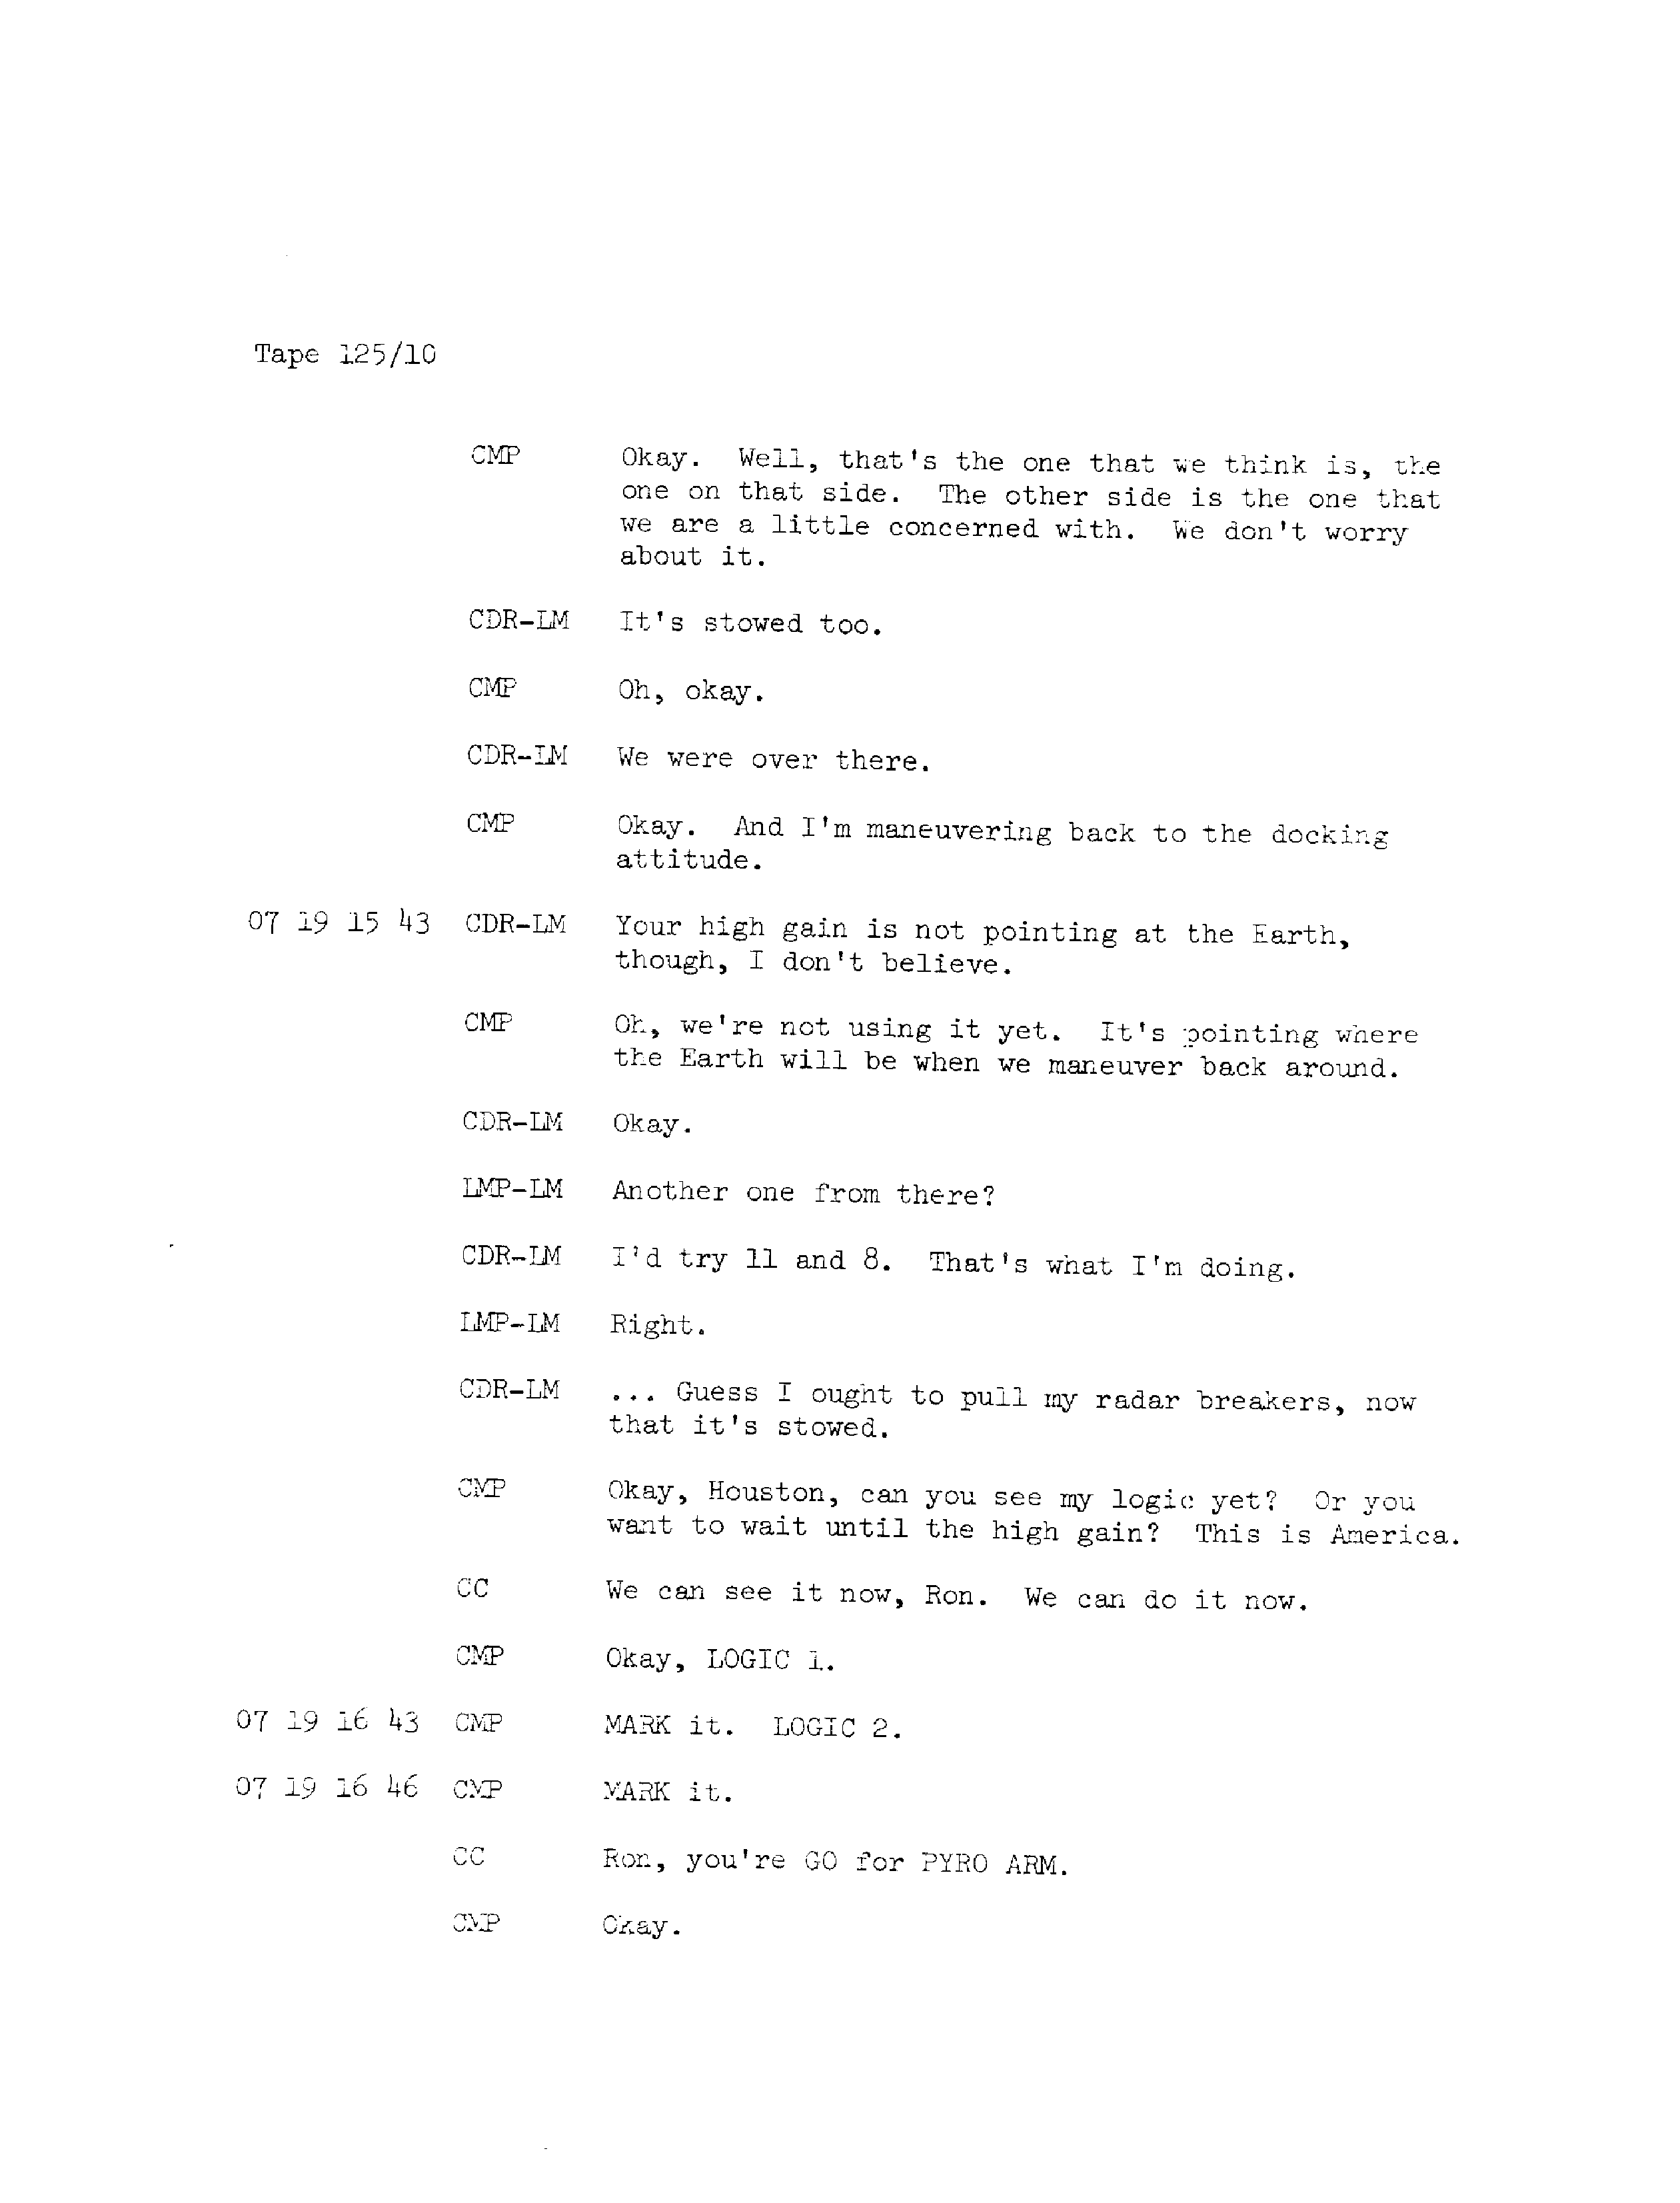 Tape 125/10
CMP Okay. Well, that's the one that we think is, the
one on that side. The other side is the one that
we are a little concerned with. We don't worry
about it.
CDR-LM It's stowed too.
CMP Oh, okay.
CDR-LM We were over there.
CMP Okay. And I'm maneuvering back to the docking
attitude.
07 19 15 43 CDR-LM Your high gain is not pointing at the Earth,
though, I don't believe.
CMP Oh, we're not using it yet. It's pointing where
the Earth will be when we maneuver back around.
CDR-LM Okay.
LMP-LM Another one from there?
CDR-LM I'd try 11 and 8. That's what I'm doing.
LMP-LM Right.
CDR-LM ... Guess I ought to pull my radar breakers, now
that it's stowed.
CMP Okay, Houston, can you see my logic yet? Or you
want to wait until the high gain? This is America.
CC We can see it now, Ron. We can do it now.
CMP Okay, LOGIC 1.
07 19 16 43 CMP MARK it. LOGIC 2.
07 19 16 46 CMP MARK it.
CC Ron, you're GO for PYRO ARM.
CMP Okay.